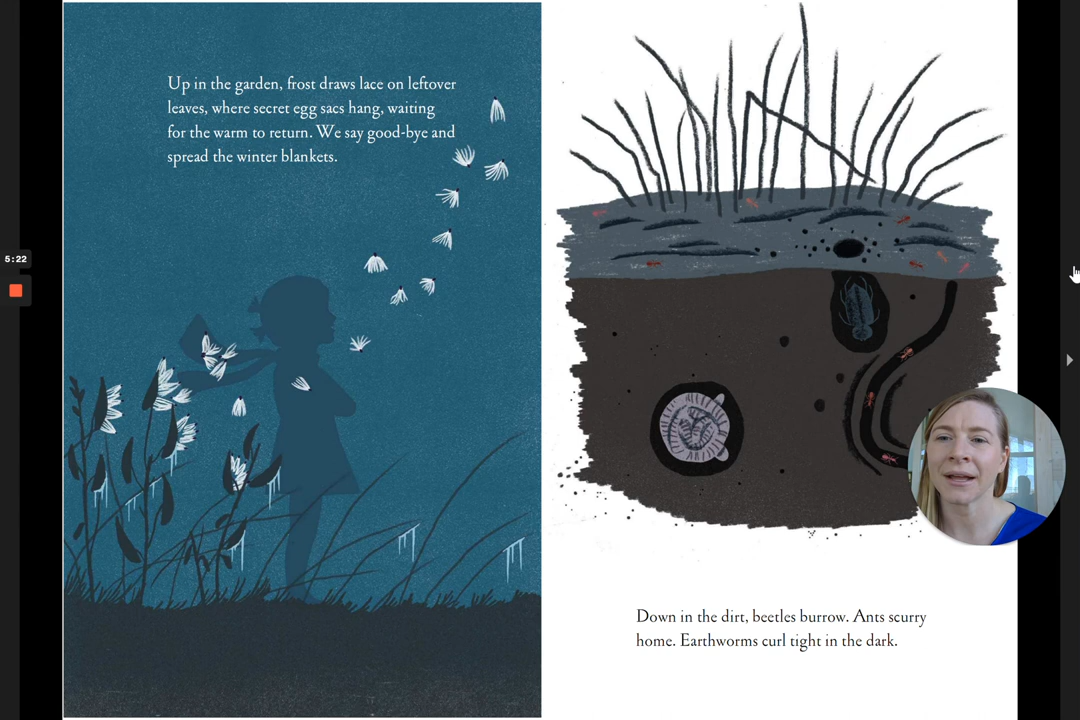 Up in the garden, frost draws lace on leftover
leaves, where secret egg sacs hang, waiting
for the warm to return. We say good-bye and
spread the winter blankets.
5:22
Down in the dirt, beetles burrow. Ants scurry
home. Earthworms curl tight in the dark.